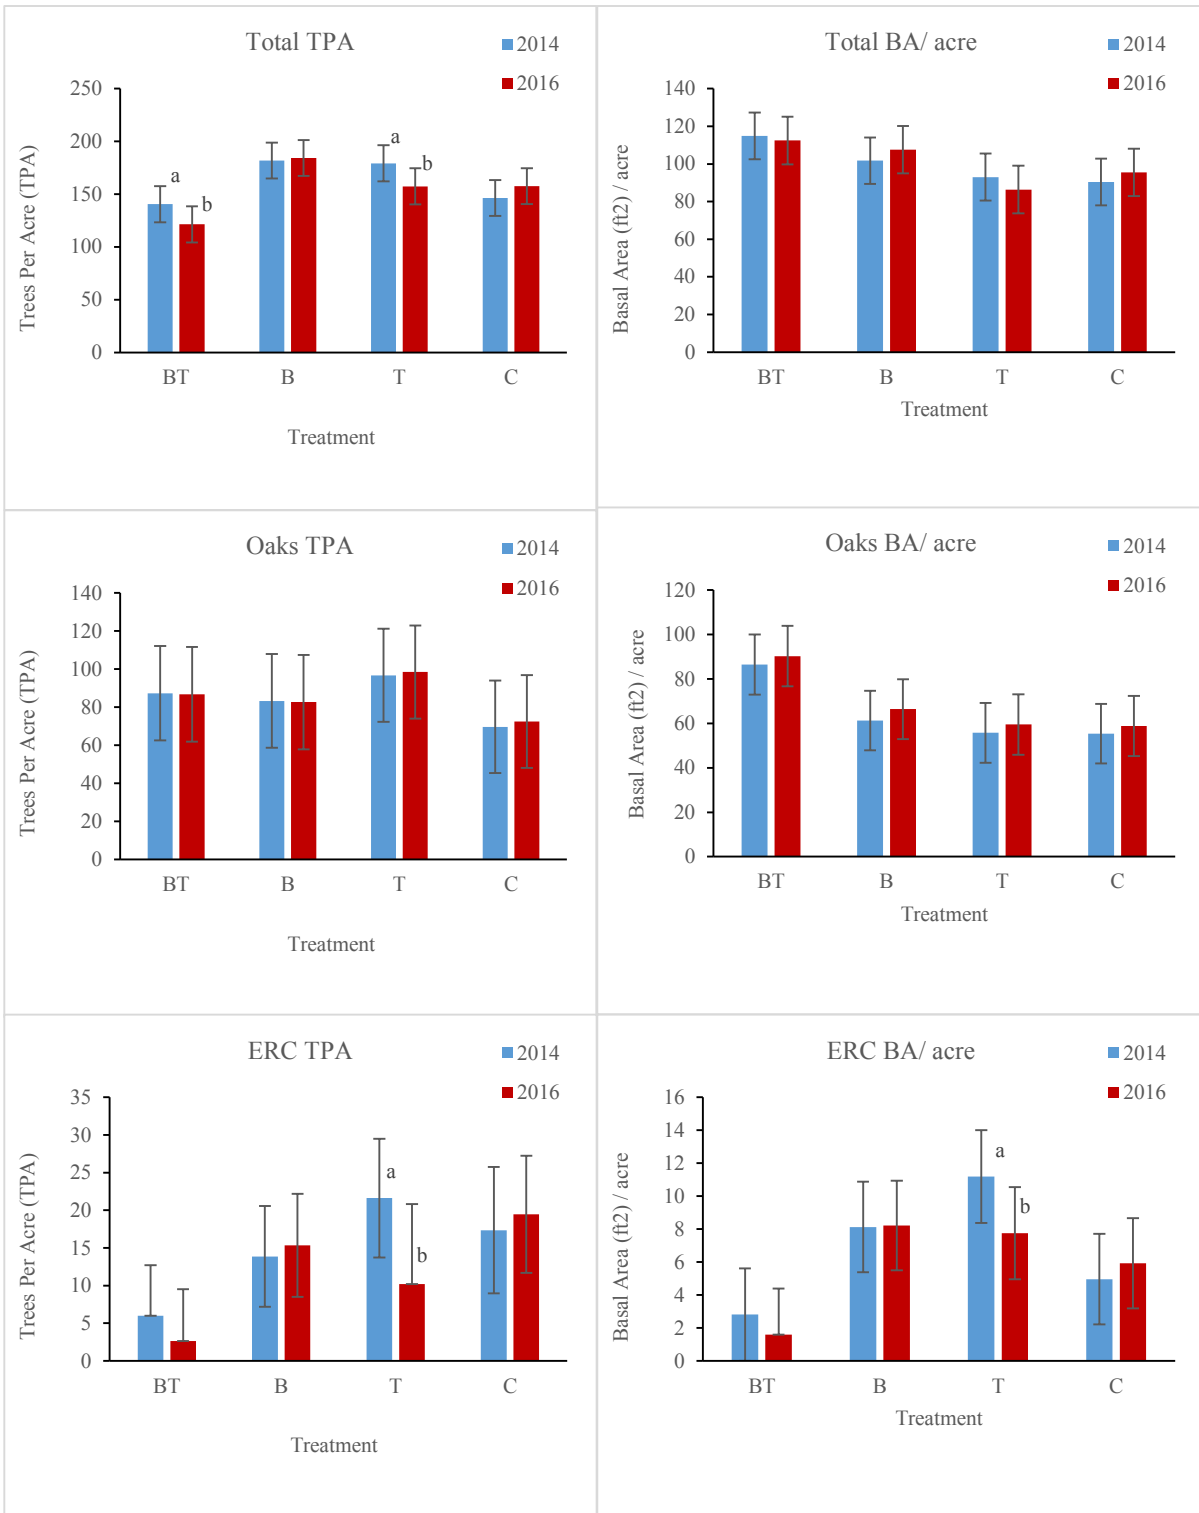 Total TPA
2014
2016
250
200
150
100
50
0
Trees Per Acre (TPA)
a
b
a
b
BT B T C
Treatment
Total BA/ acre
2014
2016
140
120
100
80
60
40
20
0
Basal Area (ft2) / acre
BT B T C
Treatment
Oaks TPA
2014
2016
140
120
100
80
60
40
20
0
Trees Per Acre (TPA)
BT B T C
Treatment
Oaks BA/ acre
2014
2016
120
100
80
60
40
20
0
Basal Area (ft2) / acre
BT B T C
Treatment
ERC TPA
2014
2016
35
30
25
20
15
10
5
0
Trees Per Acre (TPA)
a
b
BT B T C
Treatment
ERC BA/ acre
2014
2016
16
14
12
10
8
6
4
2
0
Basal Area (ft2) / acre
a
b
BT B T C
Treatment